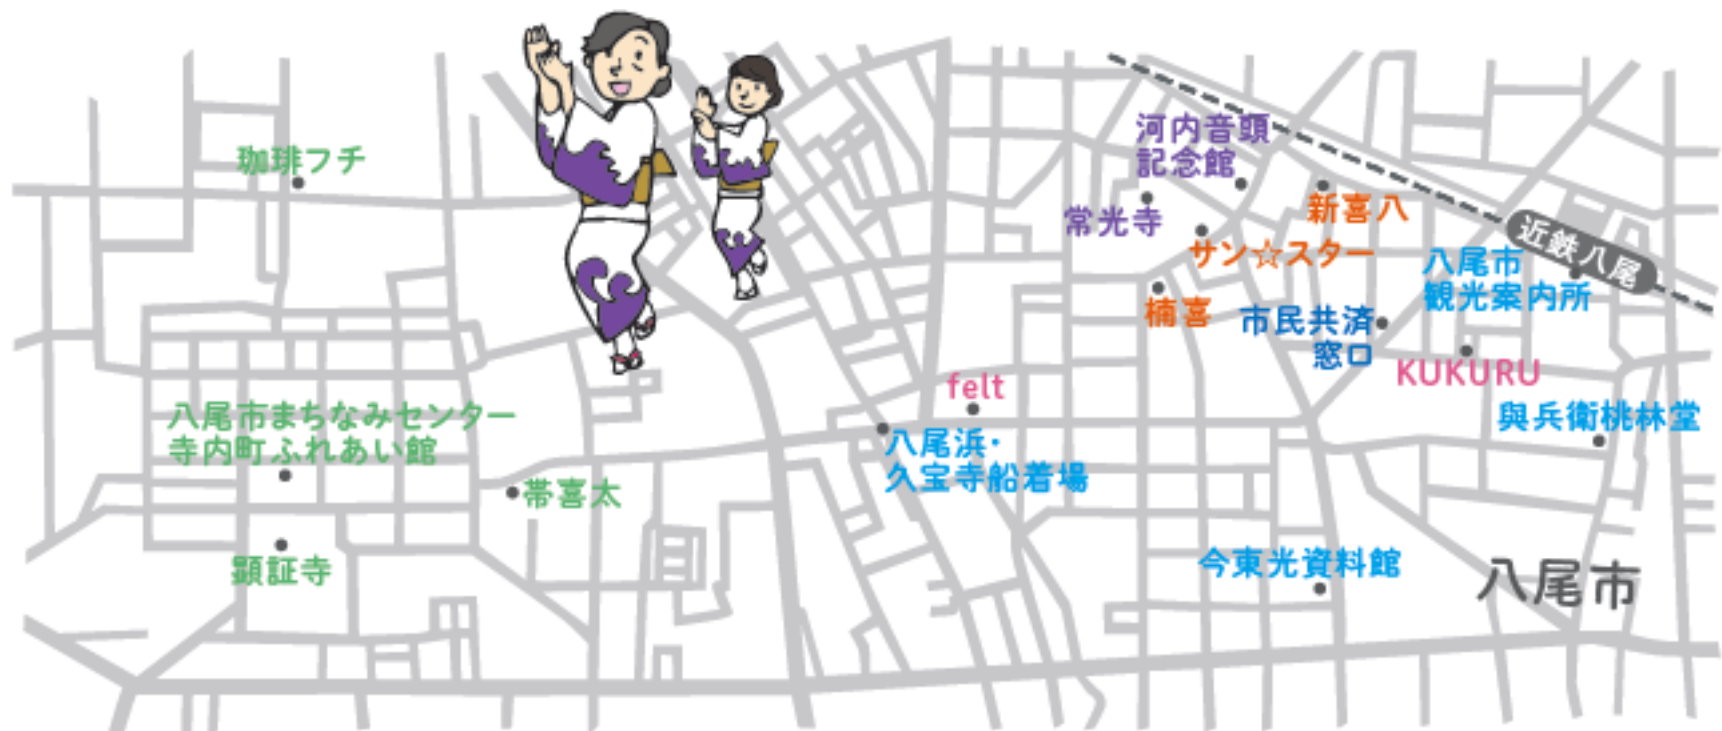 珈琲フチ
河内音頭
記念館
常光寺
新喜八
サン☆スター
近鉄八尾
八尾市
観光案内所
楠喜
市民共済
窓口
KUKURU
felt
與兵衛桃林堂
八尾市まちなみセンター
寺内町ふれあい館
八尾浜・
久宝寺船着場
帯喜太
顕証寺
今東光資料館
八尾市